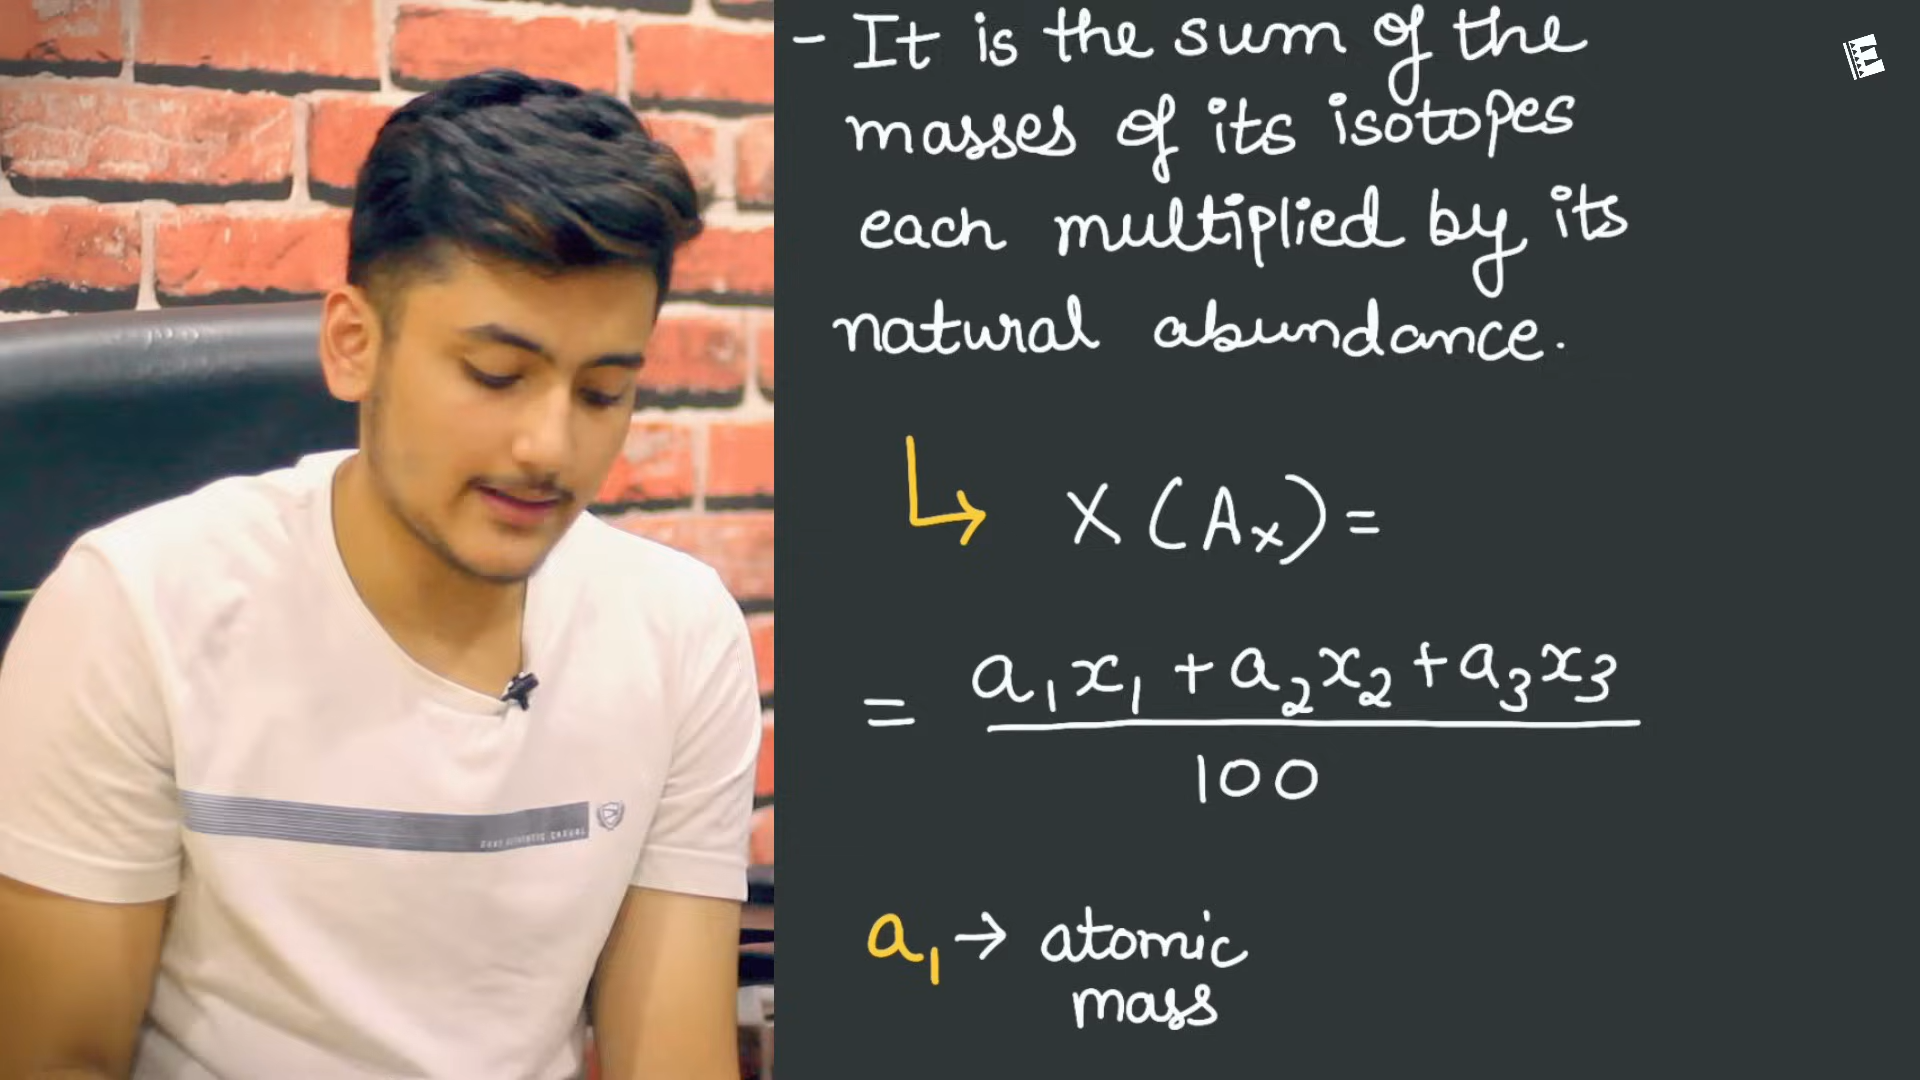 - It is the sum of the
masses of its isotopes
each multiplied by its
natural abundance.
X (Aₓ) =
= a₁x₁ + a₂x₂ + a₃x₃
100
a₁ → atomic
mass